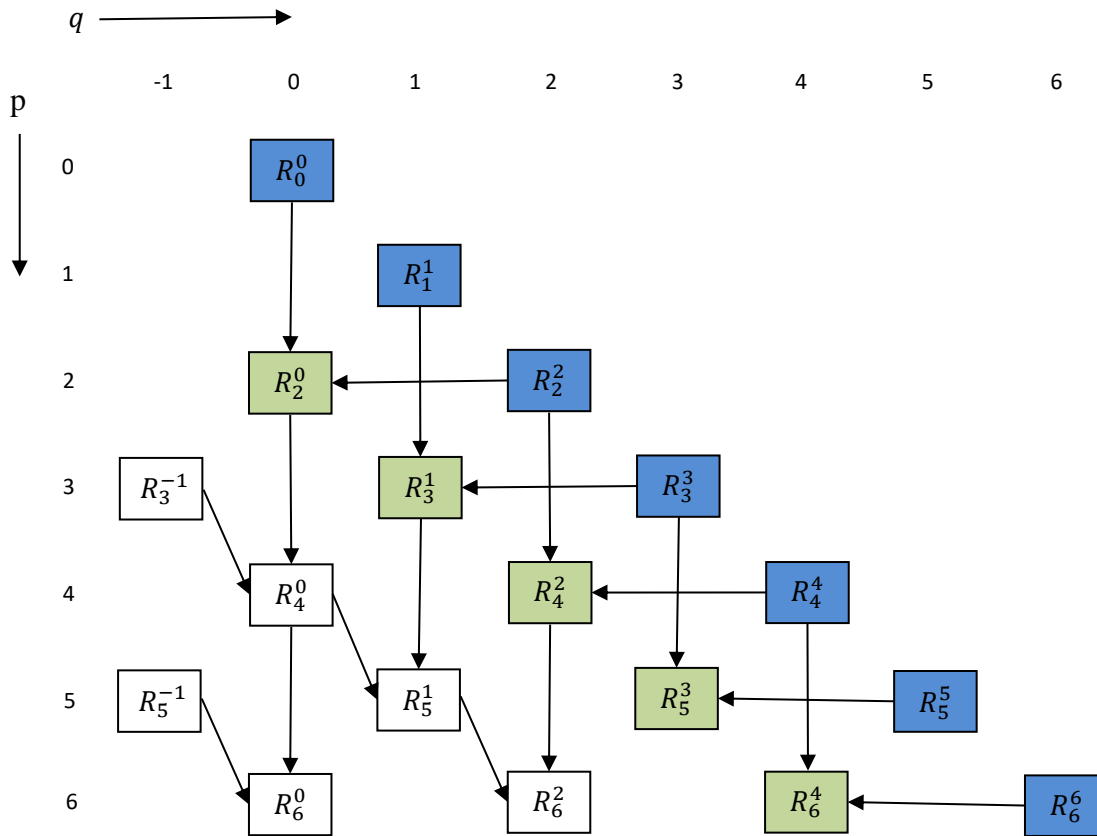 q
-1 0 1 2 3 4 5 6
p
0 $R_0^0$
1 $R_1^1$
2 $R_2^0$ $R_2^2$
3 $R_3^{-1}$ $R_3^1$ $R_3^3$
4 $R_4^0$ $R_4^2$ $R_4^4$
5 $R_5^{-1}$ $R_5^1$ $R_5^3$ $R_5^5$
6 $R_6^0$ $R_6^2$ $R_6^4$ $R_6^6$